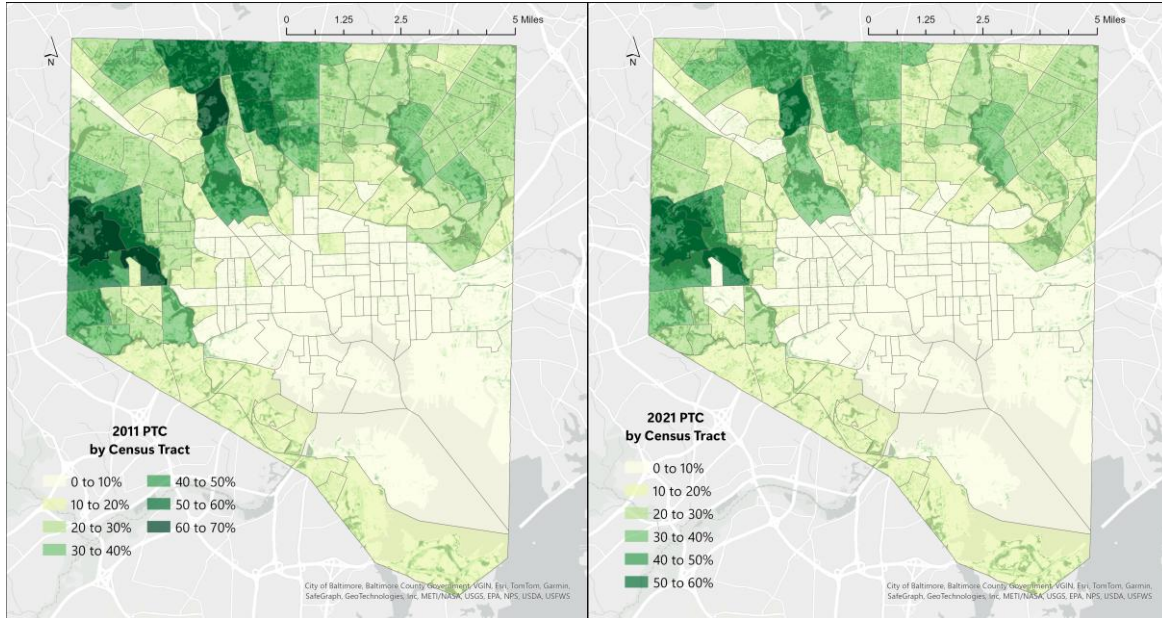 0 1.25 2.5 5 Miles
N
2011 PTC
by Census Tract
0 to 10%
10 to 20%
20 to 30%
30 to 40%
40 to 50%
50 to 60%
60 to 70%
City of Baltimore, Baltimore County Government, VGIN, Esri, TomTom, Garmin,
SafeGraph, GeoTechnologies, Inc, METI/NASA, USGS, EPA, NPS, USDA, USFWS
0 1.25 2.5 5 Miles
N
2021 PTC
by Census Tract
0 to 10%
10 to 20%
20 to 30%
30 to 40%
40 to 50%
50 to 60%
City of Baltimore, Baltimore County Government, VGIN, Esri, TomTom, Garmin,
SafeGraph, GeoTechnologies, Inc, METI/NASA, USGS, EPA, NPS, USDA, USFWS